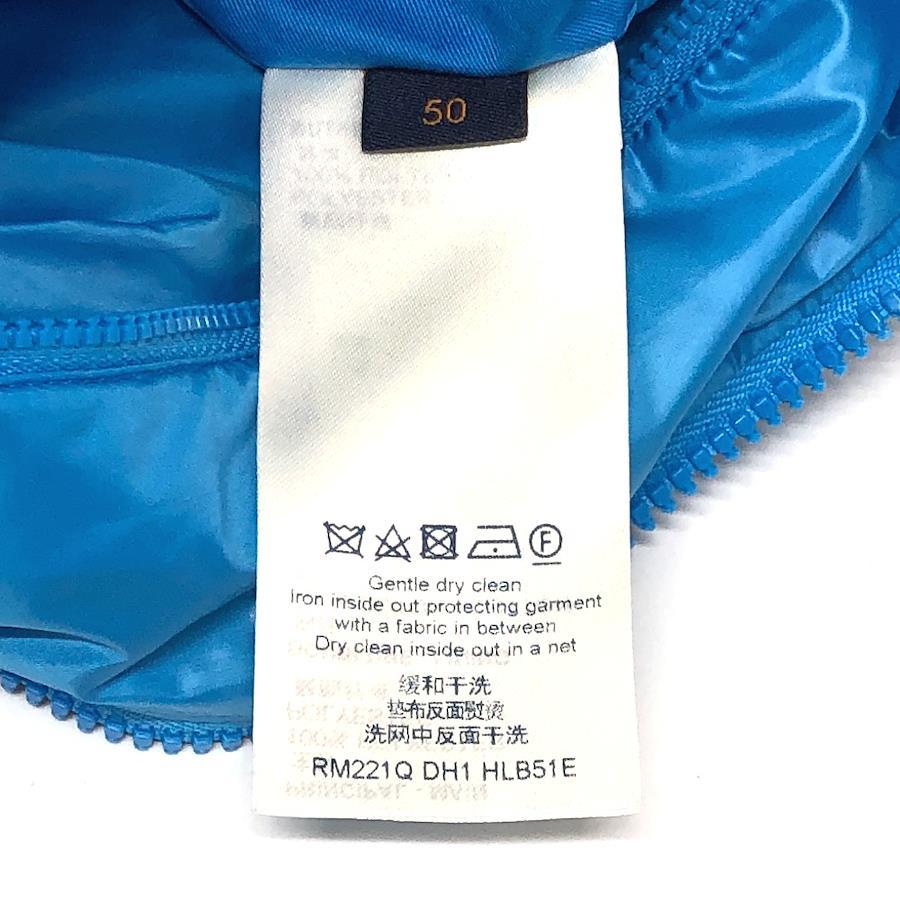 50
F
Gentle dry clean
Iron inside out protecting garment
with a fabric in between
Dry clean inside out in a net
缓和干洗
垫布反面熨烫
洗网中反面干洗
RM221Q DH1 HLB51E